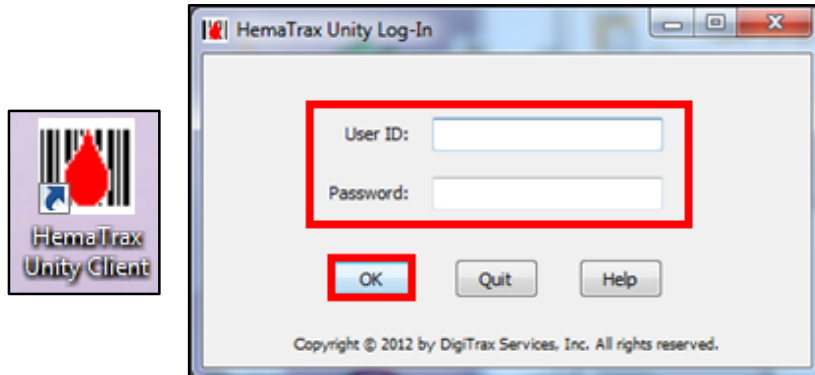 HemaTrax
Unity Client
HemaTrax Unity Log-In
User ID:
Password:
OK Quit Help
Copyright © 2012 by DigiTrax Services, Inc. All rights reserved.